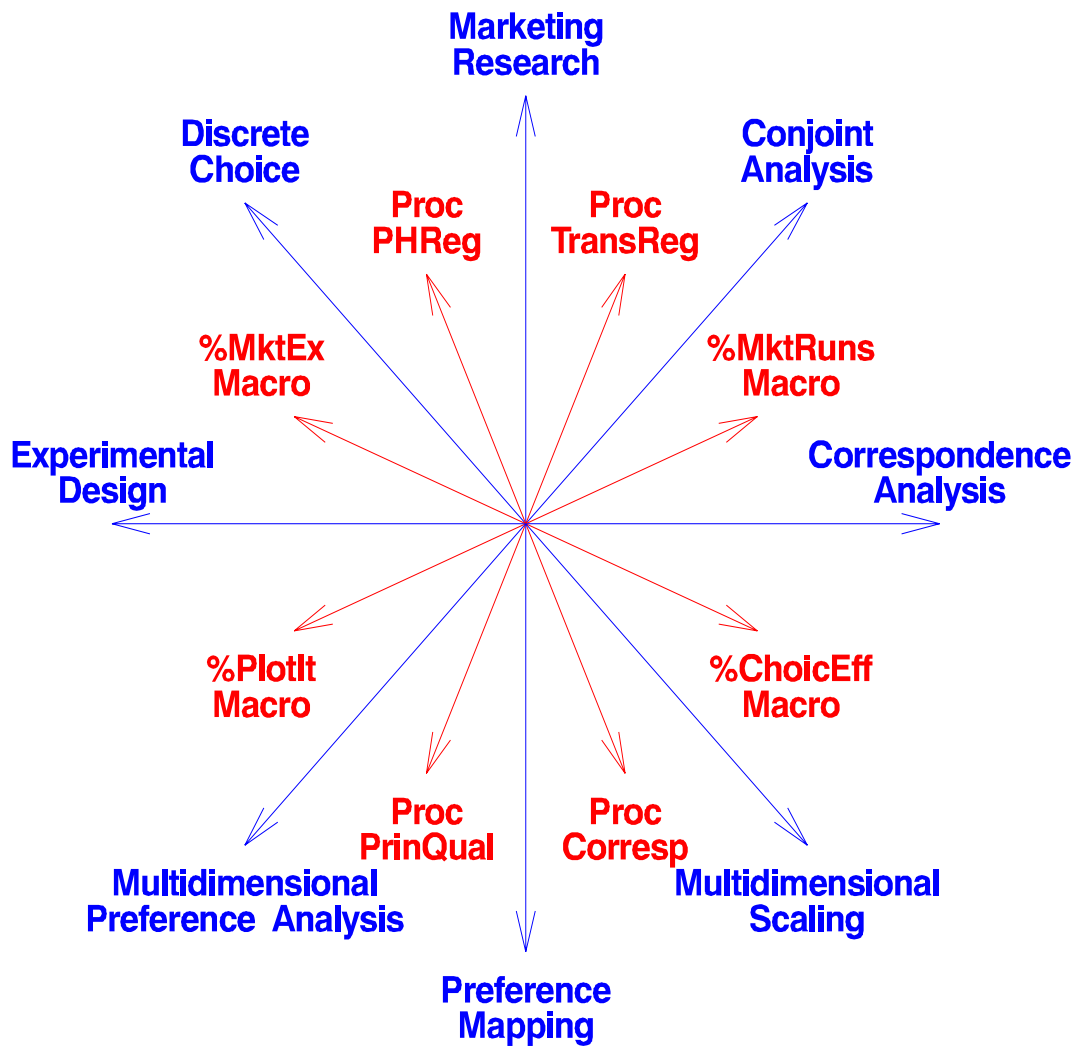 Marketing
Research
Discrete
Choice
Conjoint
Analysis
Proc
PHReg
Proc
TransReg
%MktEx
Macro
%MktRuns
Macro
Experimental
Design
Correspondence
Analysis
%PlotIt
Macro
%ChoicEff
Macro
Proc
PrinQual
Proc
Corresp
Multidimensional
Preference Analysis
Multidimensional
Scaling
Preference
Mapping